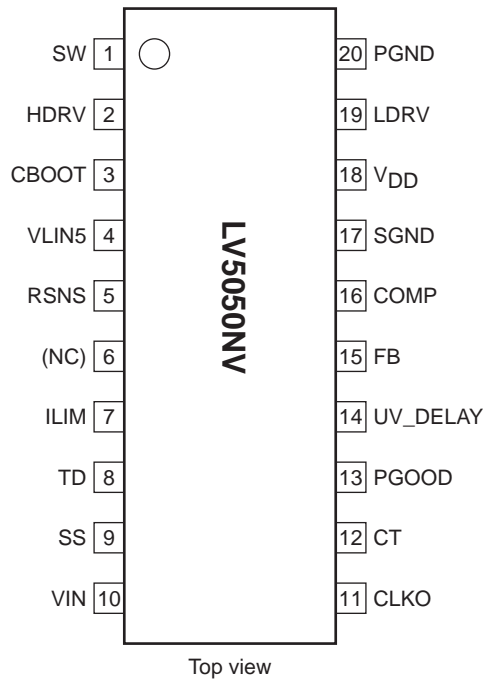 SW 1
HDRV 2
CBOOT 3
VLIN5 4
RSNS 5
(NC) 6
ILIM 7
TD 8
SS 9
VIN 10
LV5050NV
20 PGND
19 LDRV
18 VDD
17 SGND
16 COMP
15 FB
14 UV_DELAY
13 PGOOD
12 CT
11 CLKO
Top view